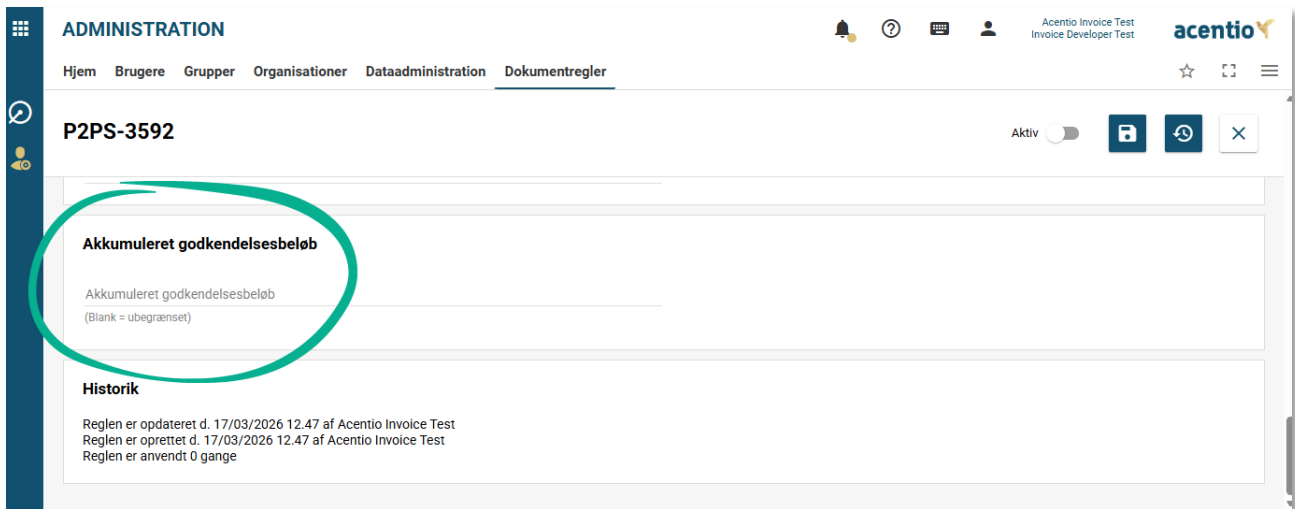 ADMINISTRATION
Acentio Invoice Test
Invoice Developer Test
acentio
Hjem Brugere Grupper Organisationer Dataadministration Dokumentregler
P2PS-3592
Aktiv
Akkumuleret godkendelsesbeløb
Akkumuleret godkendelsesbeløb
(Blank = ubegrænset)
Historik
Reglen er opdateret d. 17/03/2026 12.47 af Acentio Invoice Test
Reglen er oprettet d. 17/03/2026 12.47 af Acentio Invoice Test
Reglen er anvendt 0 gange